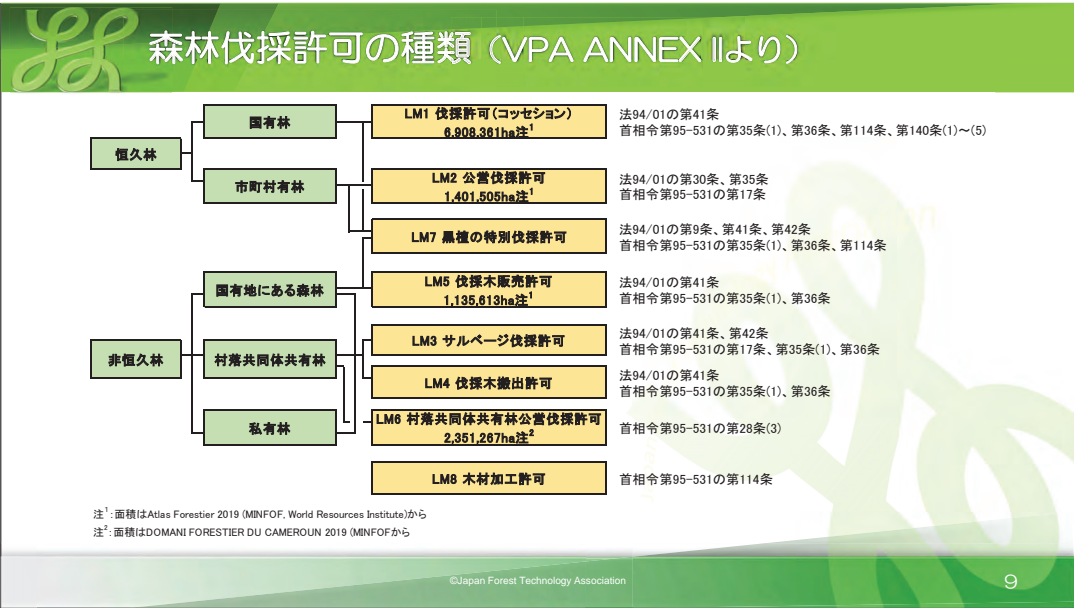 森林伐採許可の種類（VPA ANNEX IIより）
恒久林
国有林
市町村有林
LM1 伐採許可（コッセション）
6,908,361ha注1
法94/01の第41条
首相令第95-531の第35条(1)、第36条、第114条、第140条(1)～(5)
LM2 公営伐採許可
1,401,505ha注1
法94/01の第30条、第35条
首相令第95-531の第17条
LM7 黒檀の特別伐採許可
法94/01の第9条、第41条、第42条
首相令第95-531の第35条(1)、第36条、第114条
非恒久林
国有地にある森林
村落共同体共有林
私有林
LM5 伐採木販売許可
1,135,613ha注1
法94/01の第41条
首相令第95-531の第35条(1)、第36条
LM3 サルベージ伐採許可
法94/01の第41条、第42条
首相令第95-531の第17条、第35条(1)、第36条
LM4 伐採木搬出許可
法94/01の第41条
首相令第95-531の第35条(1)、第36条
LM6 村落共同体共有林公営伐採許可
2,351,267ha注2
首相令第95-531の第28条(3)
LM8 木材加工許可
首相令第95-531の第114条
注1：面積はAtlas Forestier 2019 (MINFOF, World Resources Institute)から
注2：面積はDOMANI FORESTIER DU CAMEROUN 2019 (MINFOFから
©Japan Forest Technology Association
9